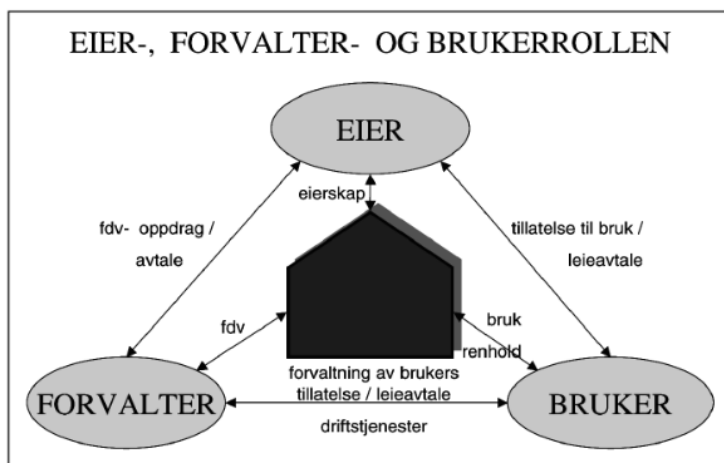 EIER-, FORVALTER- OG BRUKERROLLEN
EIER
eierskap
fdv- oppdrag /
avtale
tillatelse til bruk /
leieavtale
fdv
bruk
renhold
FORVALTER
forvaltning av brukers
tillatelse / leieavtale
driftstjenester
BRUKER